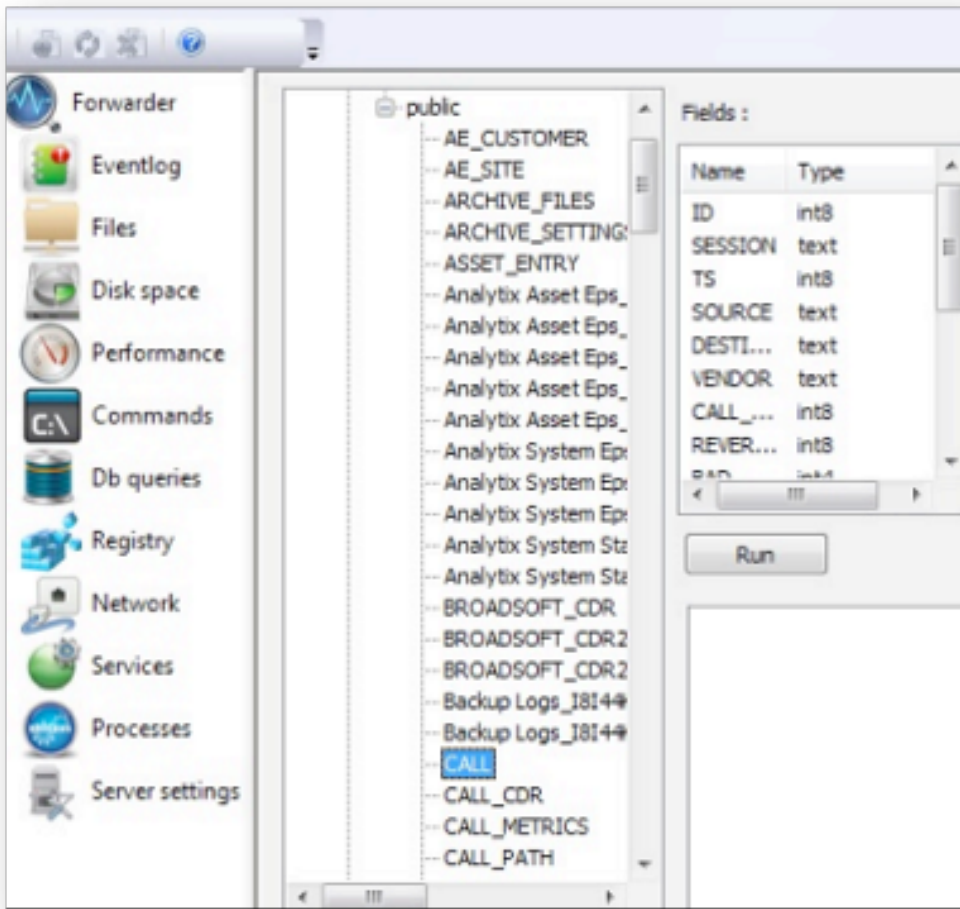 Forwarder
Eventlog
Files
Disk space
Performance
C:\
Commands
Db queries
Registry
Network
Services
Processes
Server settings
public
AE_CUSTOMER
AE_SITE
ARCHIVE_FILES
ARCHIVE_SETTINGS
ASSET_ENTRY
Analytix Asset Eps_
Analytix Asset Eps_
Analytix Asset Eps_
Analytix Asset Eps_
Analytix Asset Eps_
Analytix System Eps
Analytix System Eps
Analytix System Eps
Analytix System Sta
Analytix System Sta
BROADSOFT_CDR
BROADSOFT_CDR2
BROADSOFT_CDR2
Backup Logs_I8I44
Backup Logs_I8I44
CALL
CALL_CDR
CALL_METRICS
CALL_PATH
Fields :
Name Type
ID int8
SESSION text
TS int8
SOURCE text
DESTI... text
VENDOR text
CALL_... int8
REVER... int8
Run